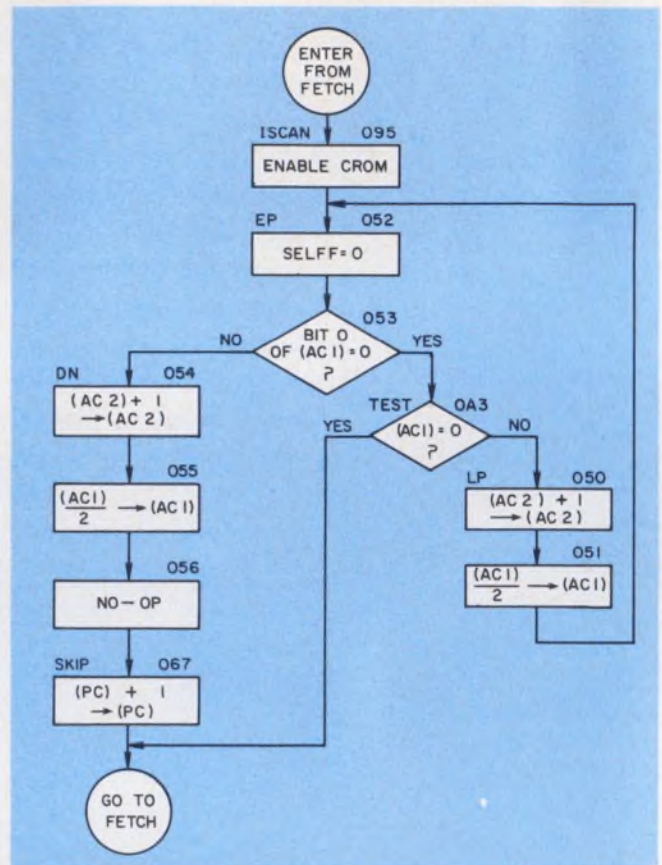 ENTER
FROM
FETCH
ISCAN 095
ENABLE CROM
EP 052
SELFF=0
053
BIT 0
OF (AC1)=0
?
NO
YES
DN 054
(AC 2)+ 1
→(AC 2)
TEST 0A3
(AC1)=0
?
YES
NO
055
(AC1)
2 → (AC1)
LP 050
(AC 2) + 1
→(AC 2)
056
NO-OP
051
(AC1)
2 → (AC1)
SKIP 067
(PC) + 1
→(PC)
GO TO
FETCH